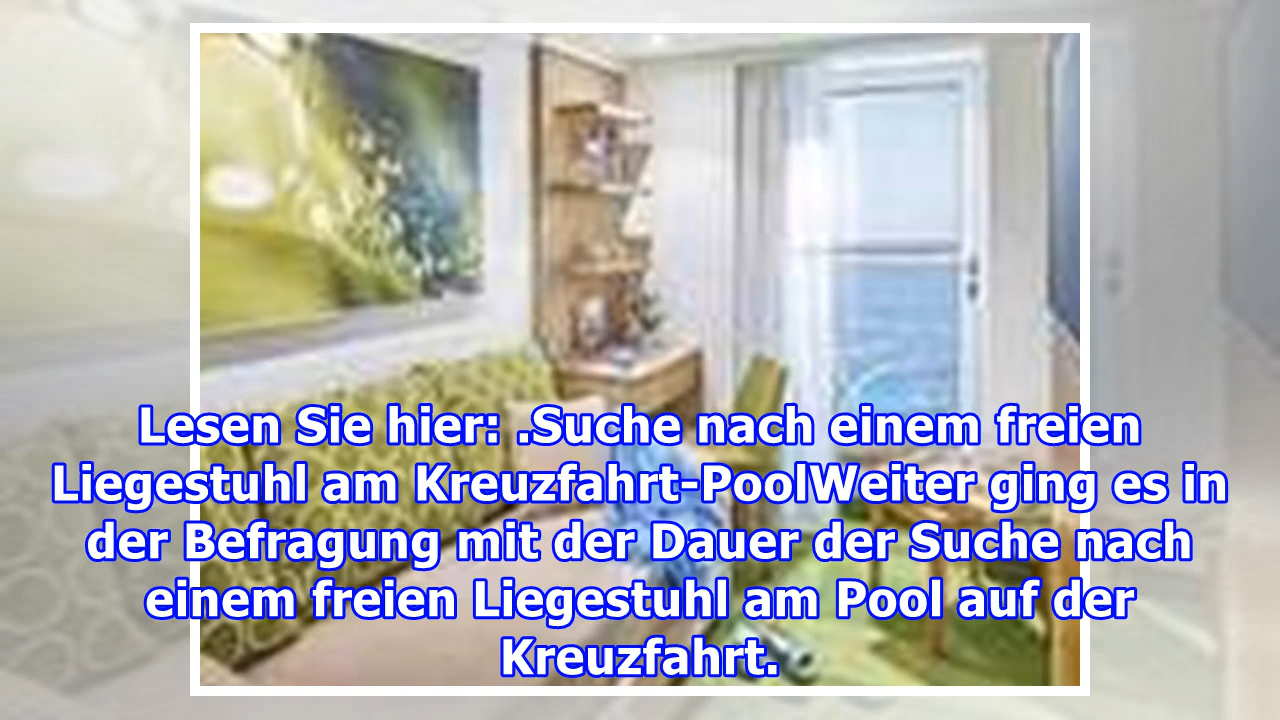 Lesen Sie hier: .Suche nach einem freien
Liegestuhl am Kreuzfahrt-PoolWeiter ging es in
der Befragung mit der Dauer der Suche nach
einem freien Liegestuhl am Pool auf der
Kreuzfahrt.